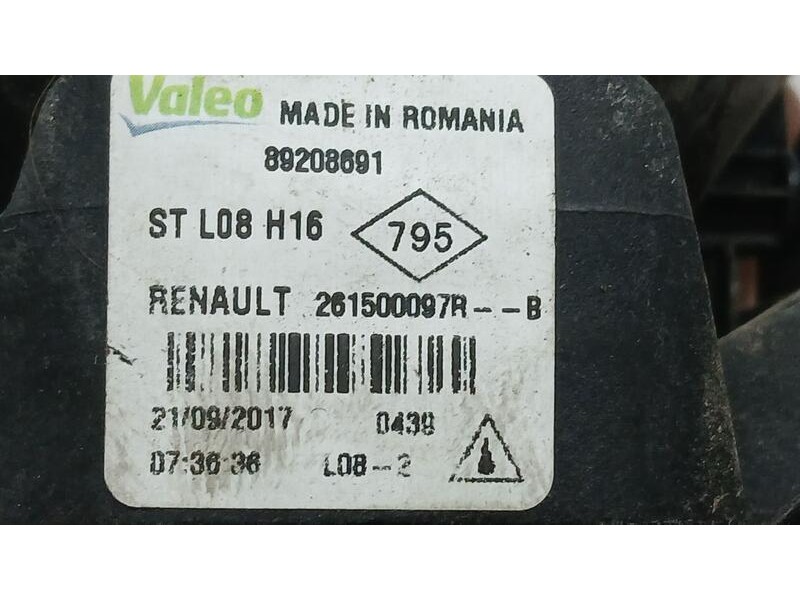 Valeo MADE IN ROMANIA
89208691
ST L08 H16 795
RENAULT 261500097R--B
21/09/2017 0439
07:36:36 L08-2